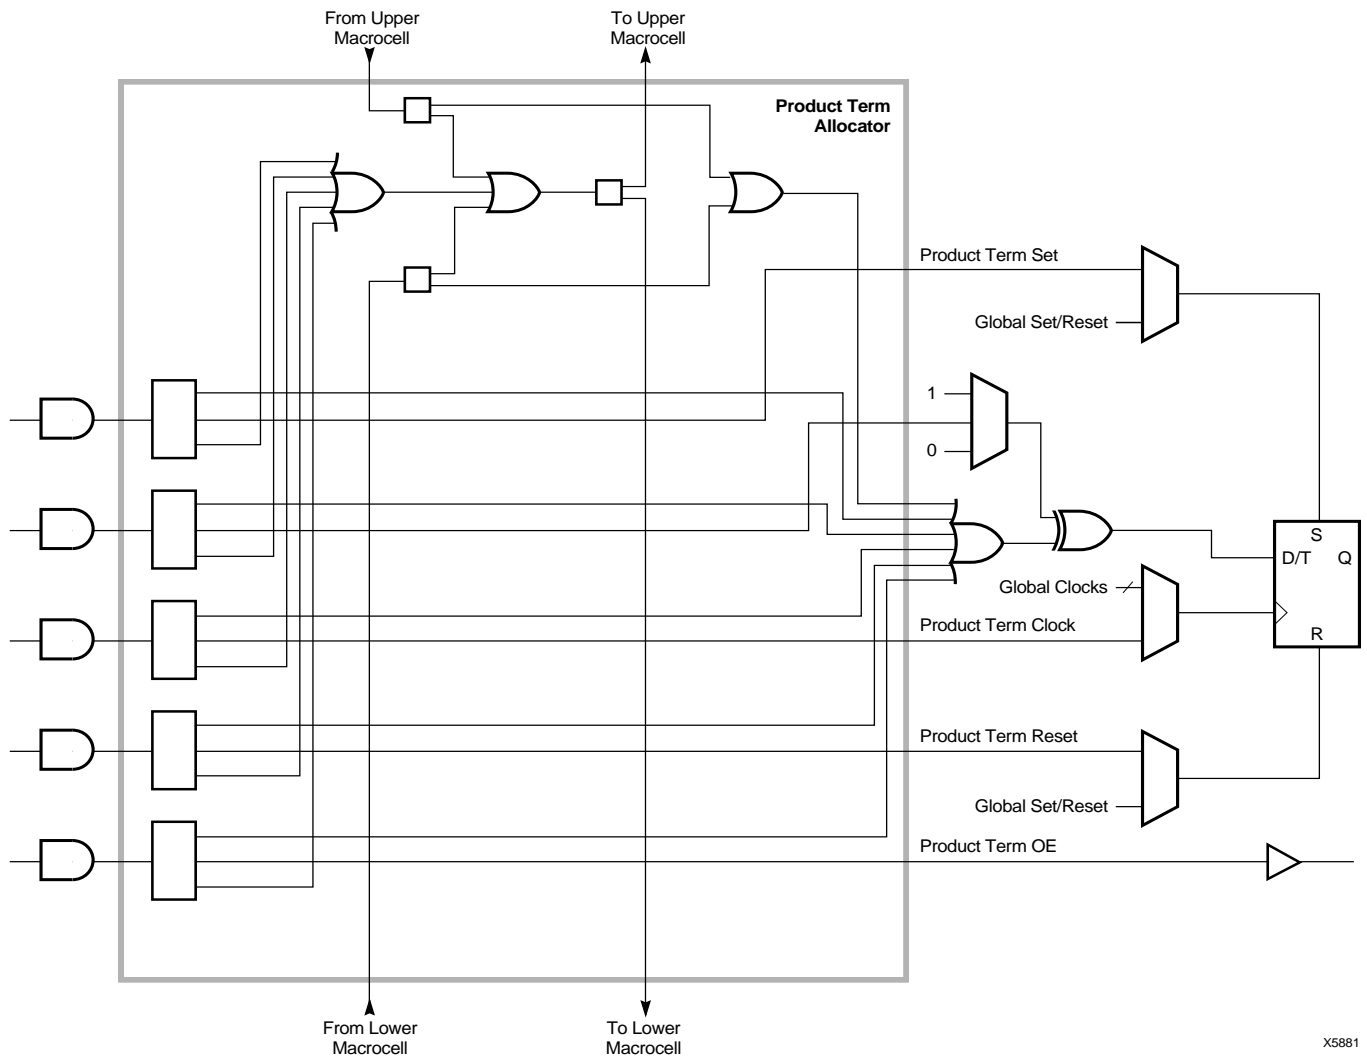 From Upper
Macrocell
To Upper
Macrocell
Product Term
Allocator
Product Term Set
Global Set/Reset
1
0
S
D/T Q
Global Clocks
Product Term Clock
R
Product Term Reset
Global Set/Reset
Product Term OE
From Lower
Macrocell
To Lower
Macrocell
X5881